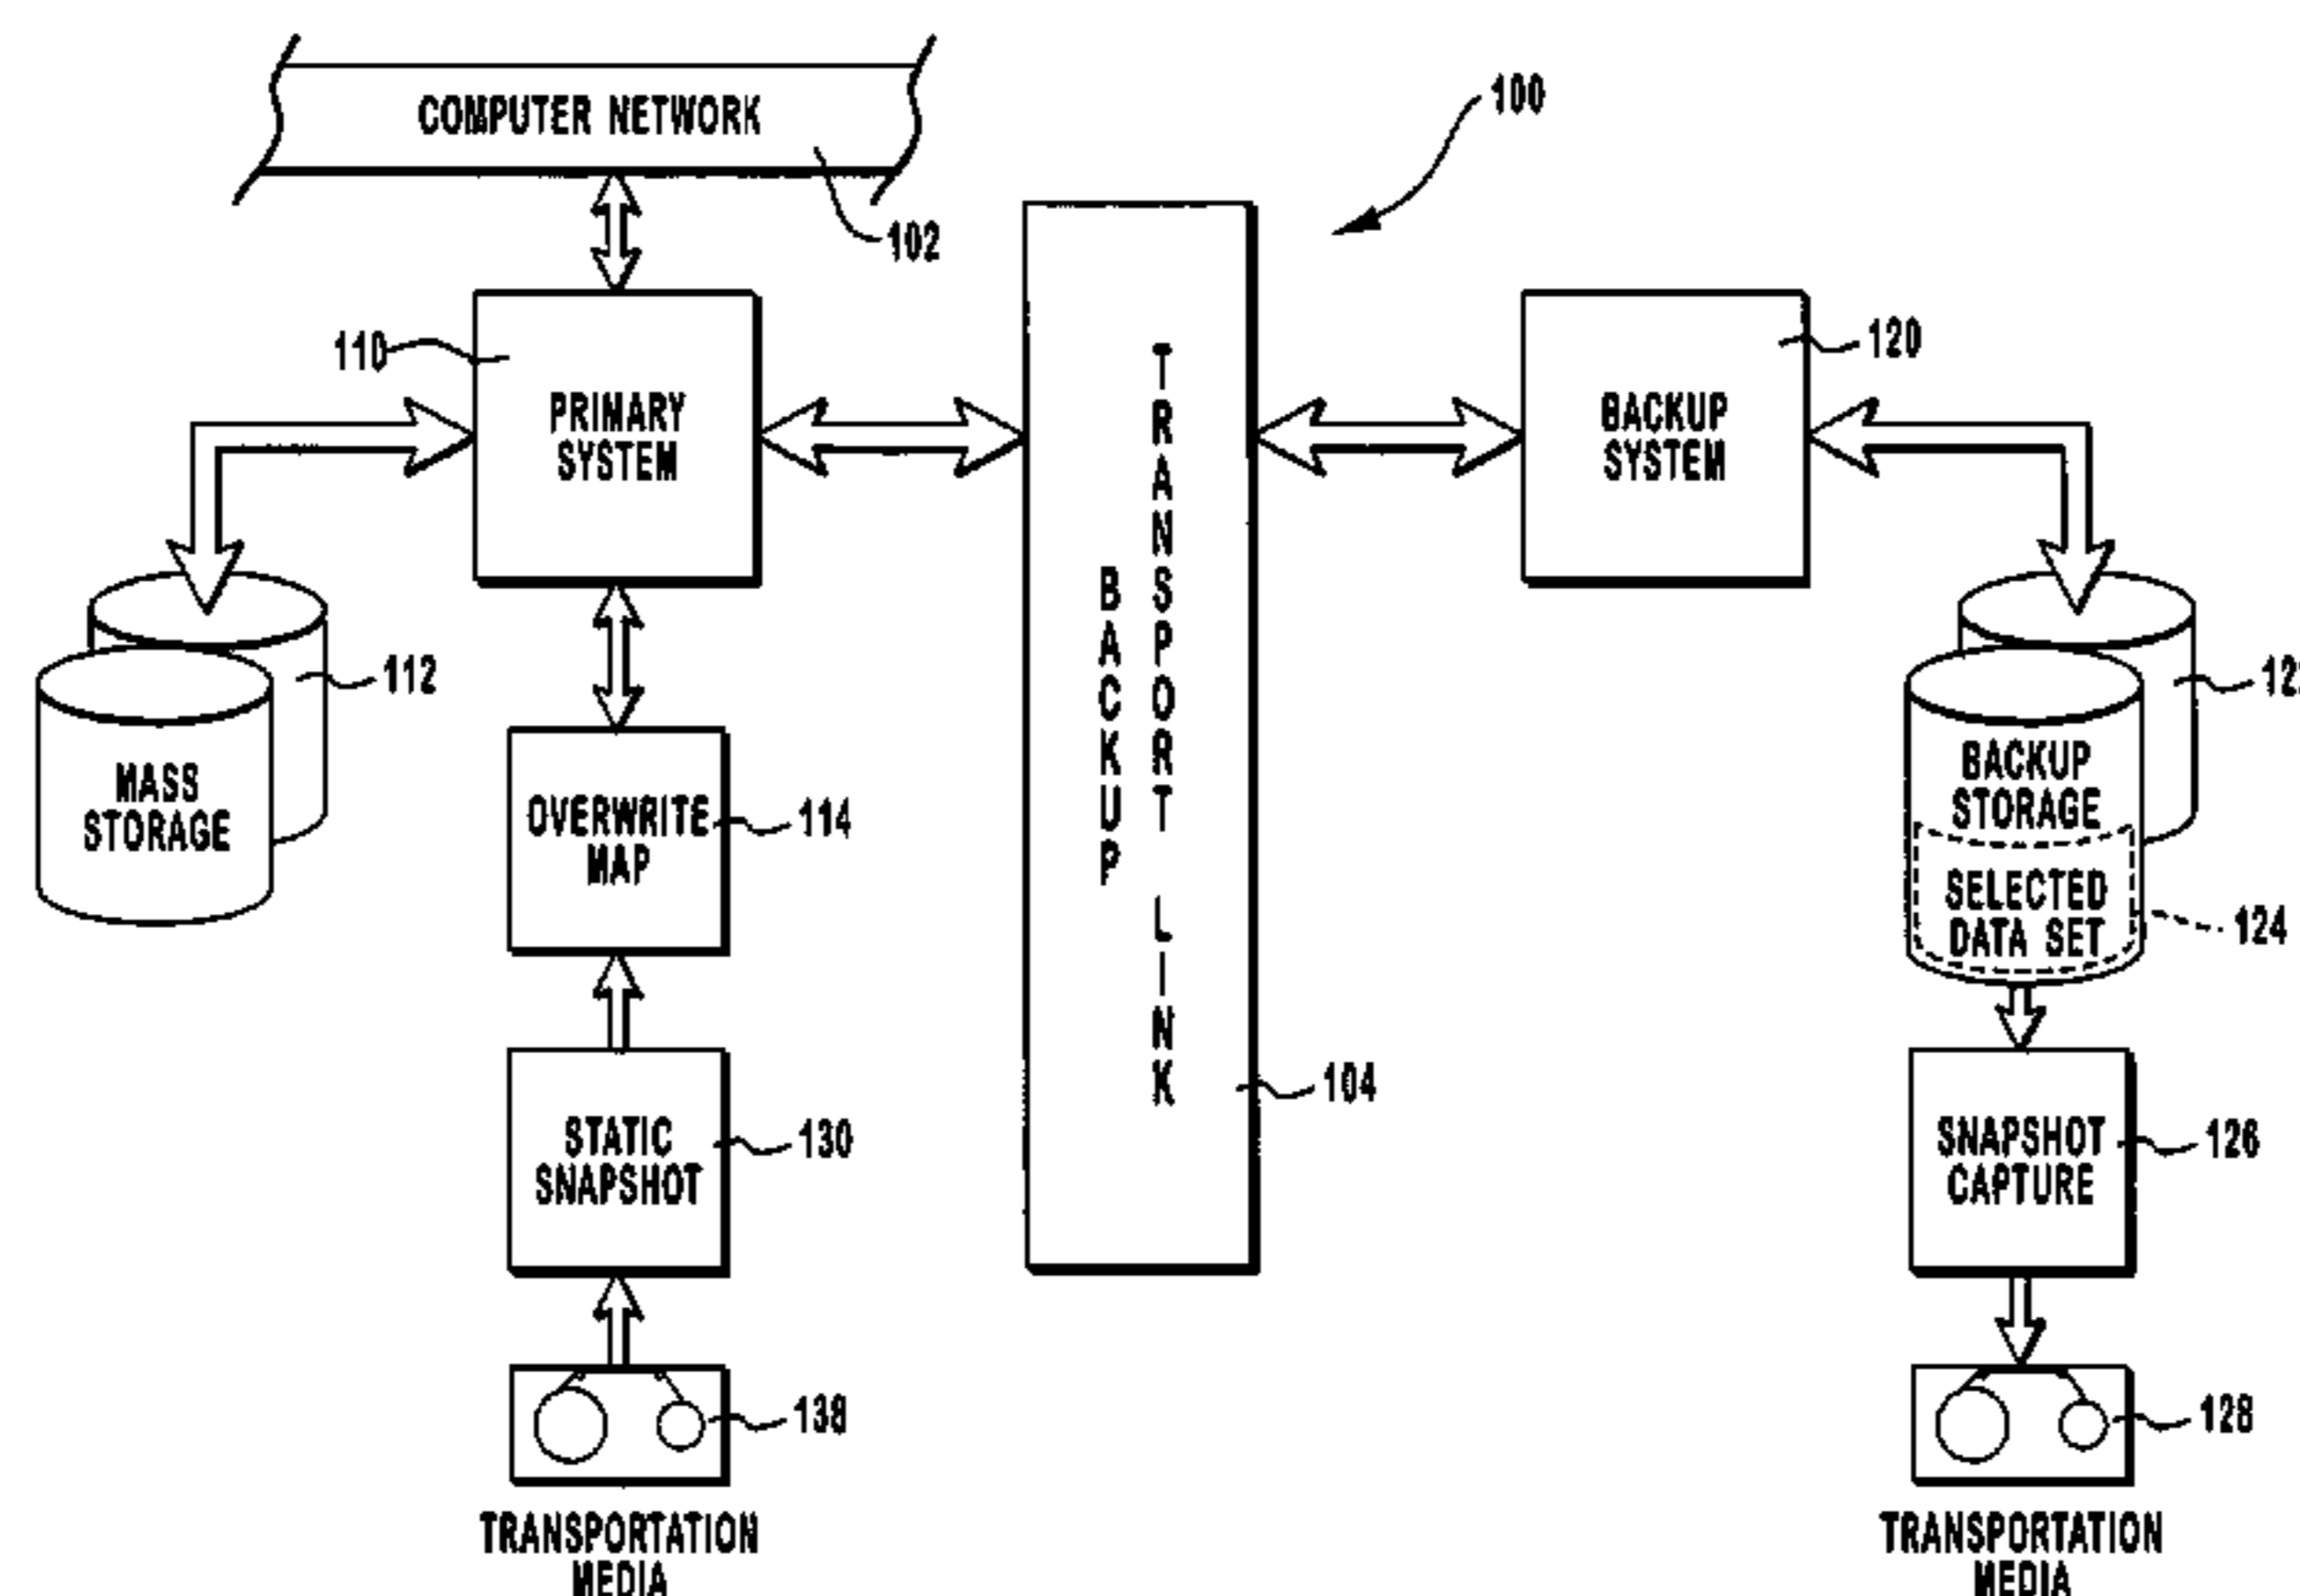 COMPUTER NETWORK
100
102
110
PRIMARY
SYSTEM
120
BACKUP
SYSTEM
BACKUP
TRANSPORT LINK
104
112
MASS
STORAGE
OVERWRITE
MAP
114
BACKUP
STORAGE
SELECTED
DATA SET
124
STATIC
SNAPSHOT
130
SNAPSHOT
CAPTURE
126
138
128
TRANSPORTATION
MEDIA
TRANSPORTATION
MEDIA